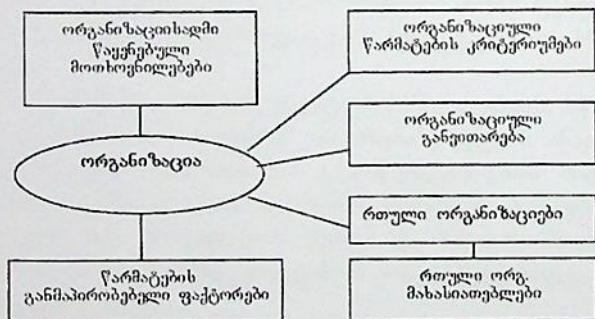 ორგანიზაციისადმი
წაყენებული
მოთხოვნილებები
ორგანიზაციული
წარმატების კრიტერიუმები
ორგანიზაციული
განვითარება
ორგანიზაცია
რთული ორგანიზაციები
წარმატების
განმაპირობებელი ფაქტორები
რთული ორგ.
მახასიათებლები